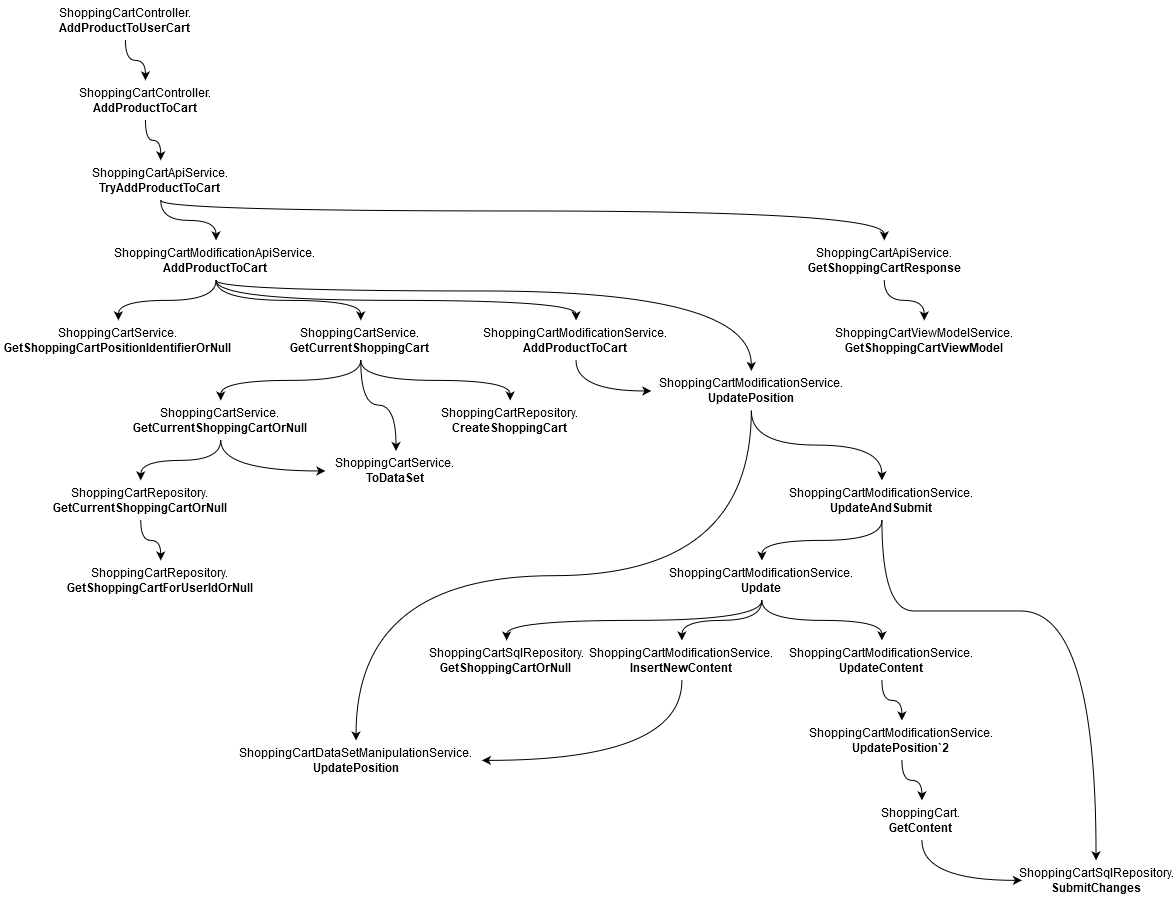 ShoppingCartController.
AddProductToUserCart
ShoppingCartController.
AddProductToCart
ShoppingCartApiService.
TryAddProductToCart
ShoppingCartModificationApiService.
AddProductToCart
ShoppingCartApiService.
GetShoppingCartResponse
ShoppingCartService.
GetShoppingCartPositionIdentifierOrNull
ShoppingCartService.
GetCurrentShoppingCart
ShoppingCartModificationService.
AddProductToCart
ShoppingCartViewModelService.
GetShoppingCartViewModel
ShoppingCartModificationService.
UpdatePosition
ShoppingCartService.
GetCurrentShoppingCartOrNull
ShoppingCartRepository.
CreateShoppingCart
ShoppingCartService.
ToDataSet
ShoppingCartRepository.
GetCurrentShoppingCartOrNull
ShoppingCartModificationService.
UpdateAndSubmit
ShoppingCartRepository.
GetShoppingCartForUserIdOrNull
ShoppingCartModificationService.
Update
ShoppingCartSqlRepository.
GetShoppingCartOrNull
ShoppingCartModificationService.
InsertNewContent
ShoppingCartModificationService.
UpdateContent
ShoppingCartModificationService.
UpdatePosition`2
ShoppingCartDataSetManipulationService.
UpdatePosition
ShoppingCart.
GetContent
ShoppingCartSqlRepository.
SubmitChanges